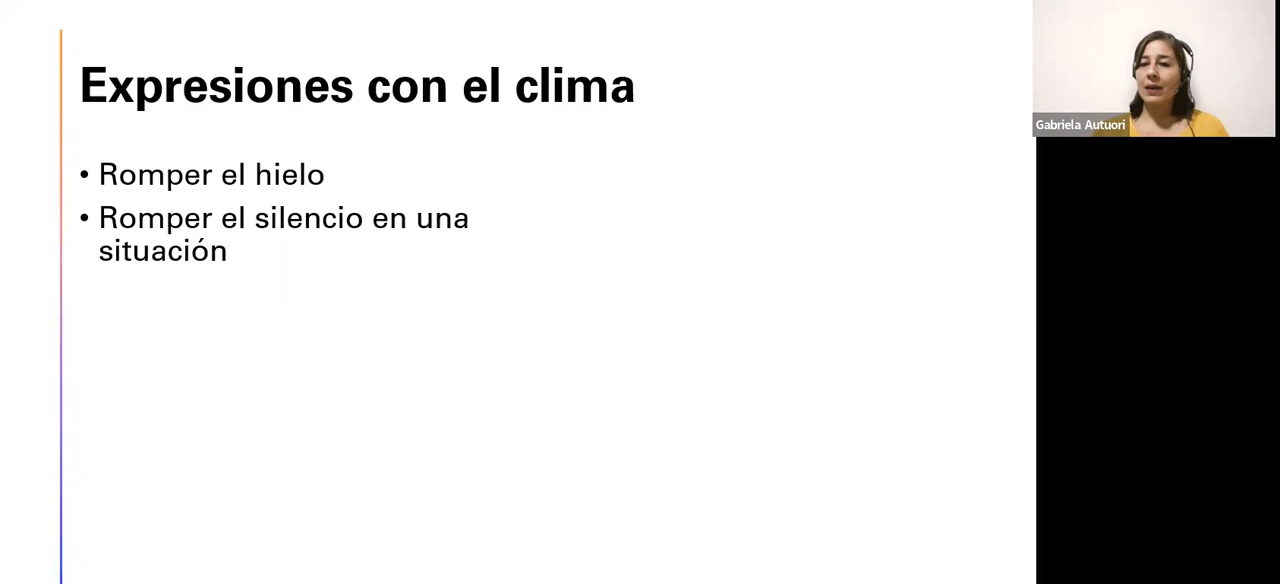 Expresiones con el clima
• Romper el hielo
• Romper el silencio en una
situación
Gabriela Autuori